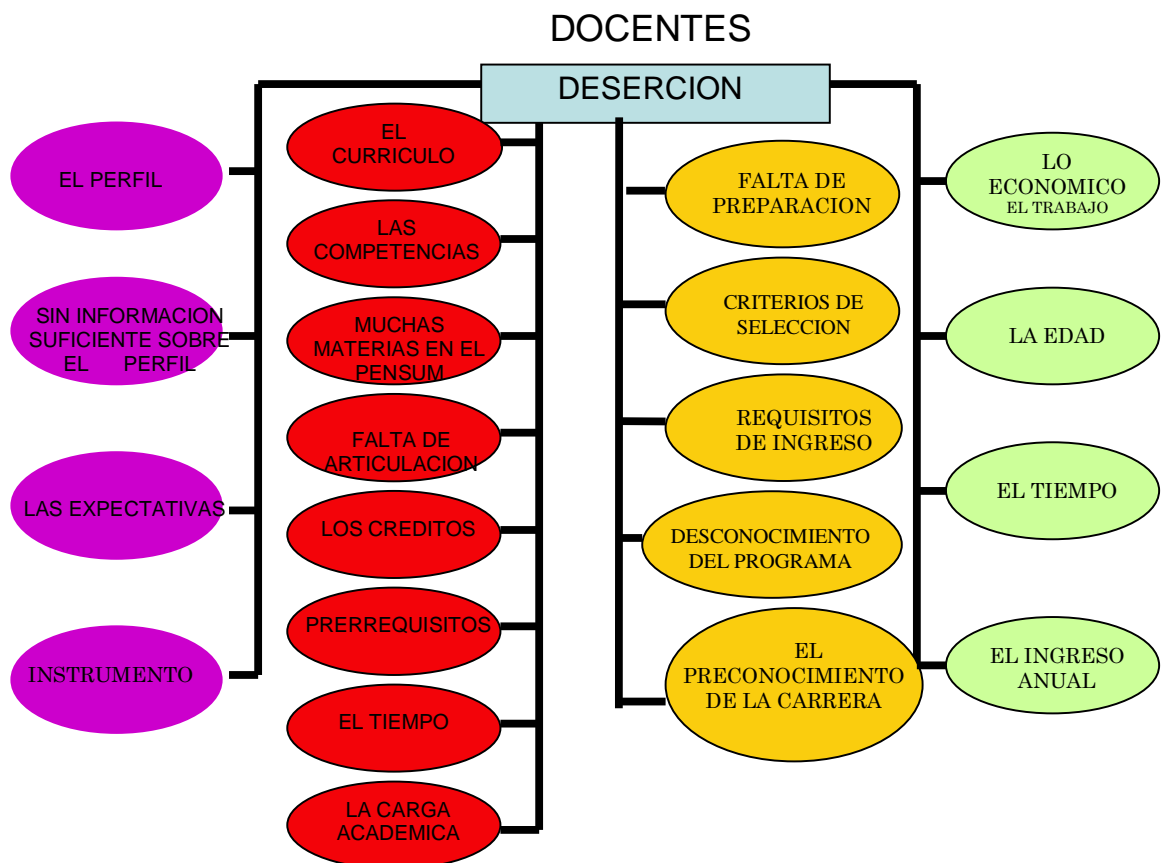 DOCENTES
DESERCION
EL PERFIL
SIN INFORMACION
SUFICIENTE SOBRE
EL PERFIL
LAS EXPECTATIVAS
INSTRUMENTO
EL
CURRICULO
LAS
COMPETENCIAS
MUCHAS
MATERIAS EN EL
PENSUM
FALTA DE
ARTICULACION
LOS CREDITOS
PRERREQUISITOS
EL TIEMPO
LA CARGA
ACADEMICA
FALTA DE
PREPARACION
CRITERIOS DE
SELECCION
REQUISITOS
DE INGRESO
DESCONOCIMIENTO
DEL PROGRAMA
EL
PRECONOCIMIENTO
DE LA CARRERA
LO
ECONOMICO
EL TRABAJO
LA EDAD
EL TIEMPO
EL INGRESO
ANUAL